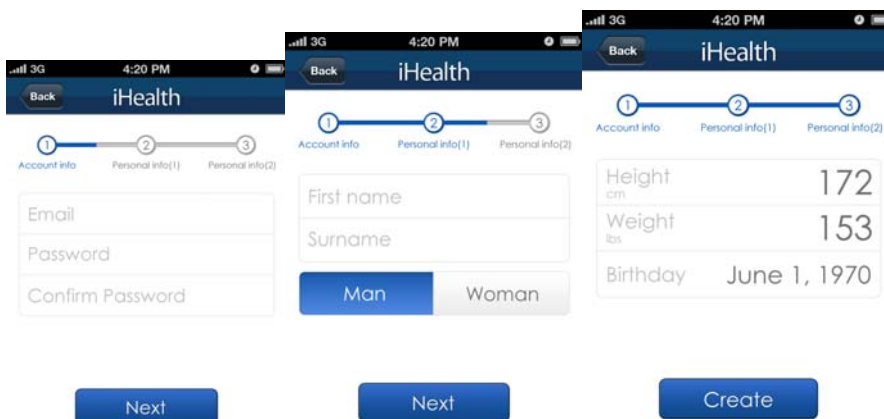 3G 4:20 PM
Back iHealth
1 2 3
Account info Personal info(1) Personal info(2)
Email
Password
Confirm Password
Next
3G 4:20 PM
Back iHealth
1 2 3
Account info Personal info(1) Personal info(2)
First name
Surname
Man Woman
Next
3G 4:20 PM
Back iHealth
1 2 3
Account info Personal info(1) Personal info(2)
Height 172
cm
Weight 153
lbs
Birthday June 1, 1970
Create